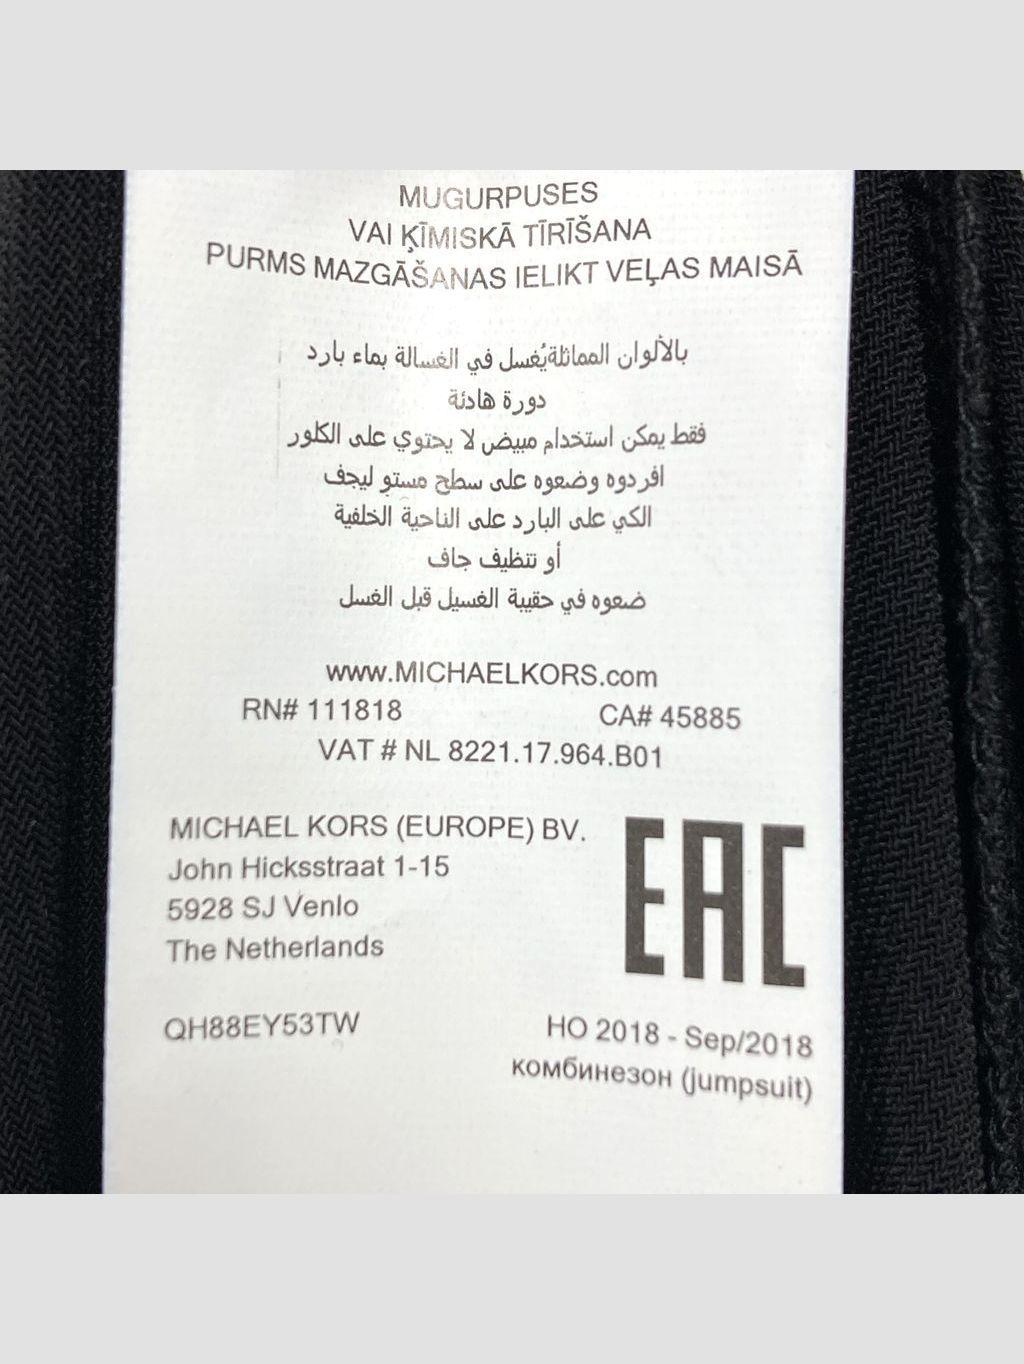 MUGURPUSES
VAI ĶĪMISKĀ TĪRĪŠANA
PURMS MAZGĀŠANAS IELIKT VEĻAS MAISĀ
بالألوان المماثلةيُغسل في الغسالة بماء بارد
دورة هادئة
فقط يمكن استخدام مبيض لا يحتوي على الكلور
افردوه وضعوه على سطح مستو ليجف
الكي على البارد على الناحية الخلفية
أو تنظيف جاف
ضعوه في حقيبة الغسيل قبل الغسل
www.MICHAELKORS.com
RN# 111818 CA# 45885
VAT # NL 8221.17.964.B01
MICHAEL KORS (EUROPE) BV.
John Hicksstraat 1-15
5928 SJ Venlo
The Netherlands
EAC
QH88EY53TW
HO 2018 - Sep/2018
комбинезон (jumpsuit)